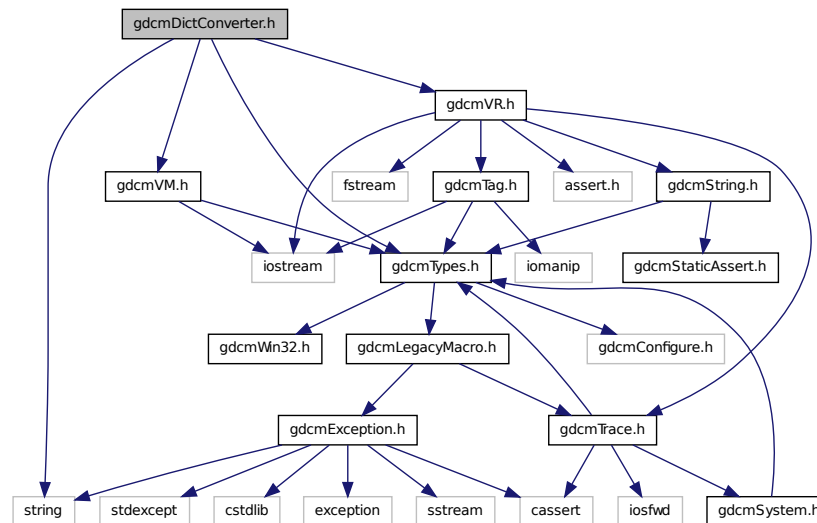 gdcmDictConverter.h
gdcmVR.h
gdcmVM.h
fstream
gdcmTag.h
assert.h
gdcmString.h
iostream
gdcmTypes.h
iomanip
gdcmStaticAssert.h
gdcmWin32.h
gdcmLegacyMacro.h
gdcmConfigure.h
gdcmException.h
gdcmTrace.h
string
stdexcept
cstdlib
exception
sstream
cassert
iosfwd
gdcmSystem.h